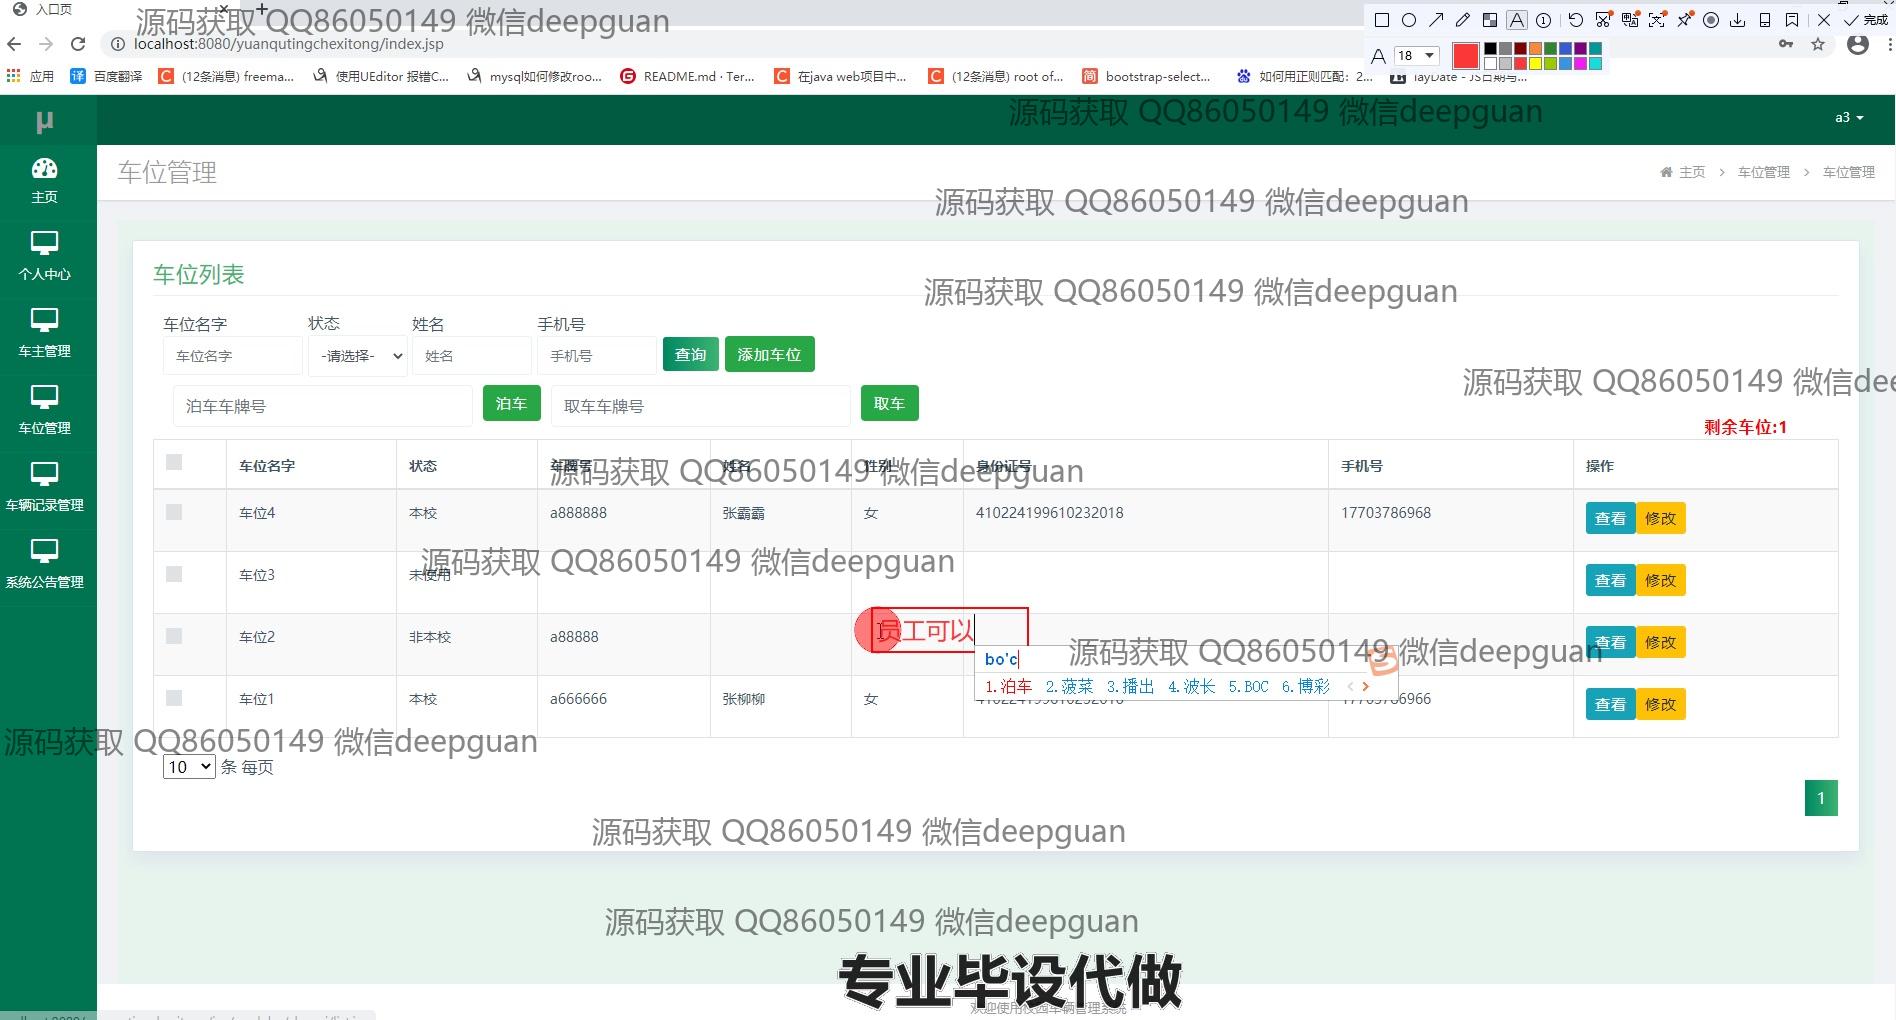 入口页
源码获取 QQ86050149 微信deepguan
完成
localhost:8080/yuanqutingchexitong/index.jsp
18
应用 百度翻译 (12条消息) freema... 使用UEditor 报错C... mysql如何修改roo... README.md · Ter... 在java web项目中... (12条消息) root of... bootstrap-select... 如何用正则匹配：2... layDate - JS日期与...
源码获取 QQ86050149 微信deepguan
μ
a3
主页
车位管理
主页 > 车位管理 > 车位管理
源码获取 QQ86050149 微信deepguan
个人中心
车位列表
源码获取 QQ86050149 微信deepguan
车位名字 状态 姓名 手机号
车主管理
车位名字 -请选择- 姓名 手机号 查询 添加车位
源码获取 QQ86050149 微信dee
泊车车牌号 泊车 取车车牌号 取车
车位管理
剩余车位:1
车位名字 状态 车牌号 姓名 性别 身份证号 手机号 操作
源码获取 QQ86050149 微信deepguan
车辆记录管理
车位4 本校 a888888 张霸霸 女 410224199610232018 17703786968 查看 修改
源码获取 QQ86050149 微信deepguan
车位3 未使用 查看 修改
系统公告管理
车位2 非本校 a88888 查看 修改
员工可以
源码获取 QQ86050149 微信deepguan
bo'c
1.泊车 2.菠菜 3.播出 4.波长 5.BOC 6.博彩
车位1 本校 a666666 张柳柳 女 410224199610232018 17703786966 查看 修改
源码获取 QQ86050149 微信deepguan
10 条 每页
1
源码获取 QQ86050149 微信deepguan
源码获取 QQ86050149 微信deepguan
专业毕设代做
欢迎使用校园车辆管理系统